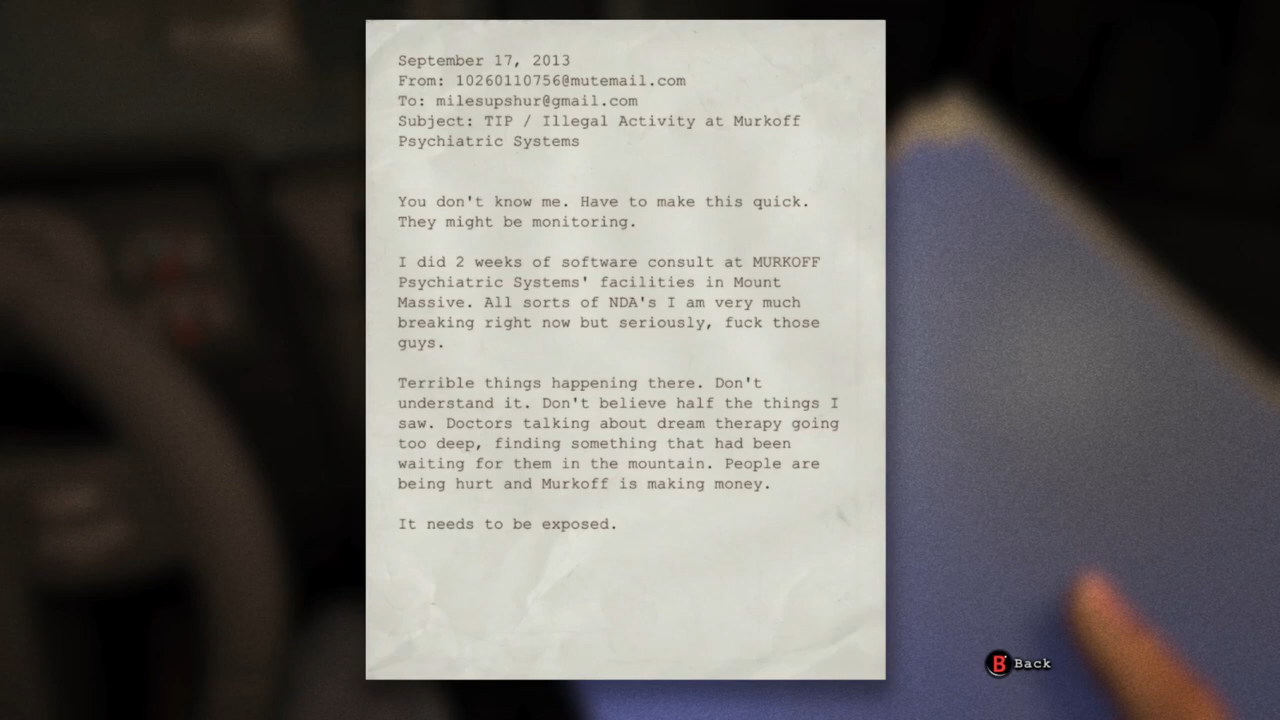 September 17, 2013
From: 10260110756@mutemail.com
To: milesupshur@gmail.com
Subject: TIP / Illegal Activity at Murkoff
Psychiatric Systems
You don't know me. Have to make this quick.
They might be monitoring.
I did 2 weeks of software consult at MURKOFF
Psychiatric Systems' facilities in Mount
Massive. All sorts of NDA's I am very much
breaking right now but seriously, fuck those
guys.
Terrible things happening there. Don't
understand it. Don't believe half the things I
saw. Doctors talking about dream therapy going
too deep, finding something that had been
waiting for them in the mountain. People are
being hurt and Murkoff is making money.
It needs to be exposed.
B Back